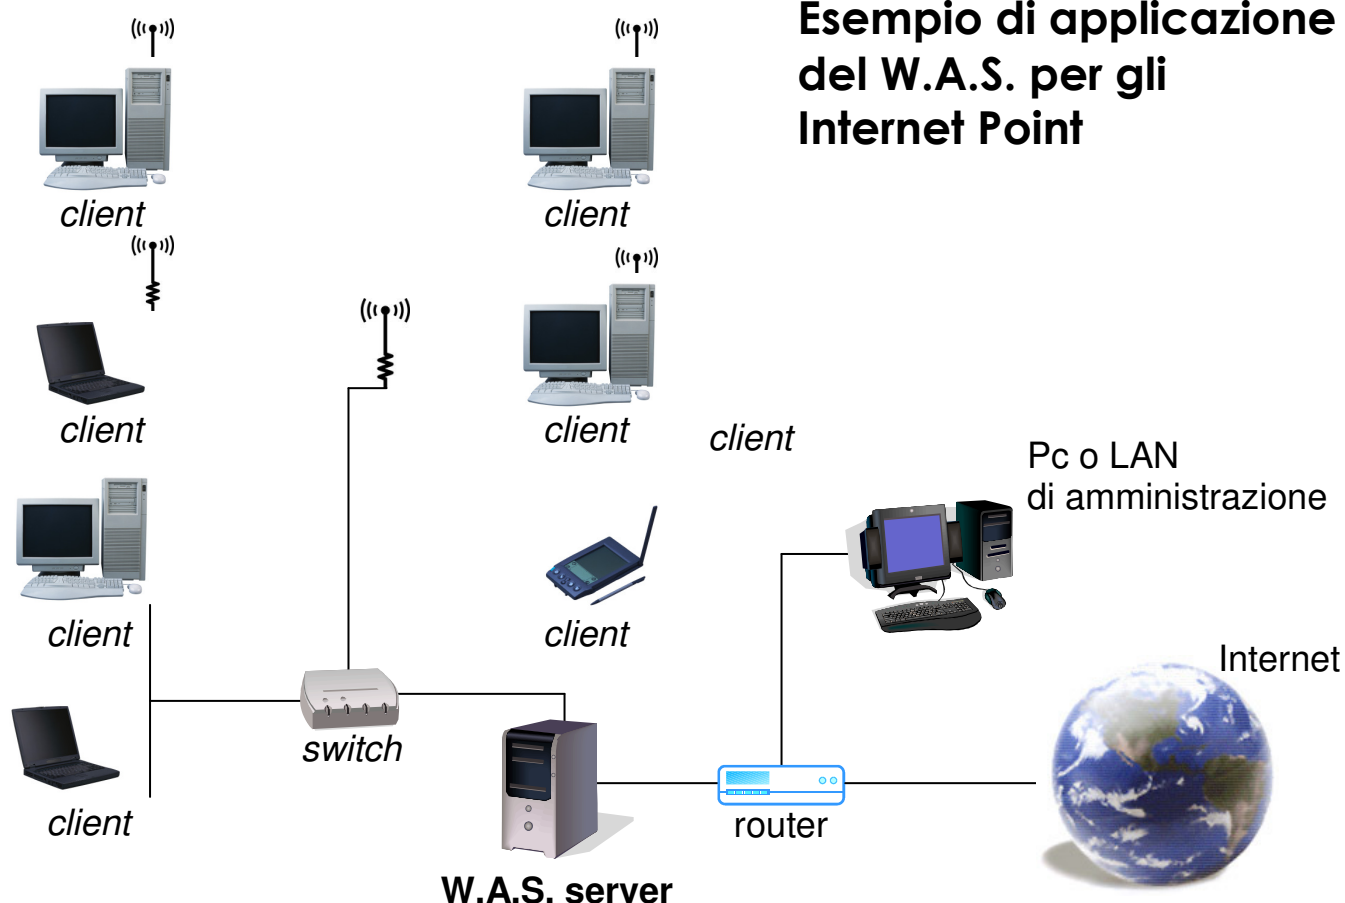 Esempio di applicazione
del W.A.S. per gli
Internet Point
client
client
client
client
client
Pc o LAN
di amministrazione
client
client
Internet
switch
client
router
W.A.S. server